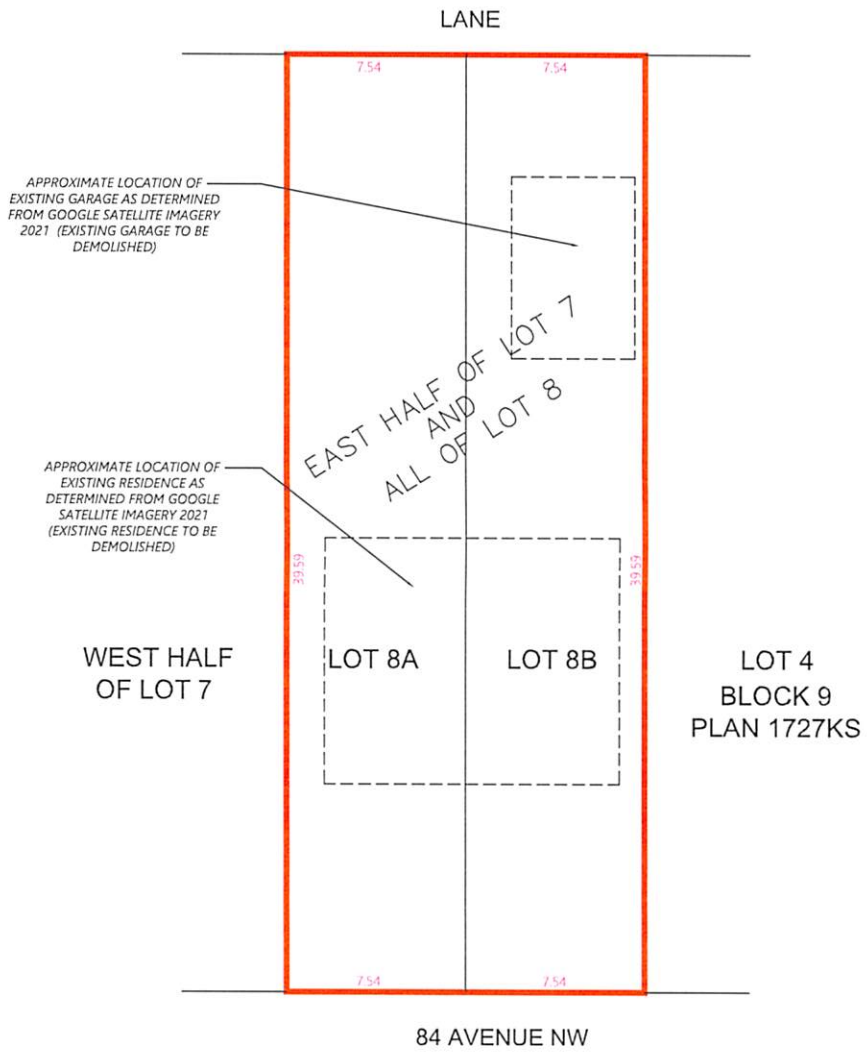 LANE
7.54
7.54
APPROXIMATE LOCATION OF
EXISTING GARAGE AS DETERMINED
FROM GOOGLE SATELLITE IMAGERY
2021 (EXISTING GARAGE TO BE
DEMOLISHED)
EAST HALF OF LOT 7
AND
ALL OF LOT 8
APPROXIMATE LOCATION OF
EXISTING RESIDENCE AS
DETERMINED FROM GOOGLE
SATELLITE IMAGERY 2021
(EXISTING RESIDENCE TO BE
DEMOLISHED)
39.59
39.59
WEST HALF
OF LOT 7
LOT 8A
LOT 8B
LOT 4
BLOCK 9
PLAN 1727KS
7.54
7.54
84 AVENUE NW